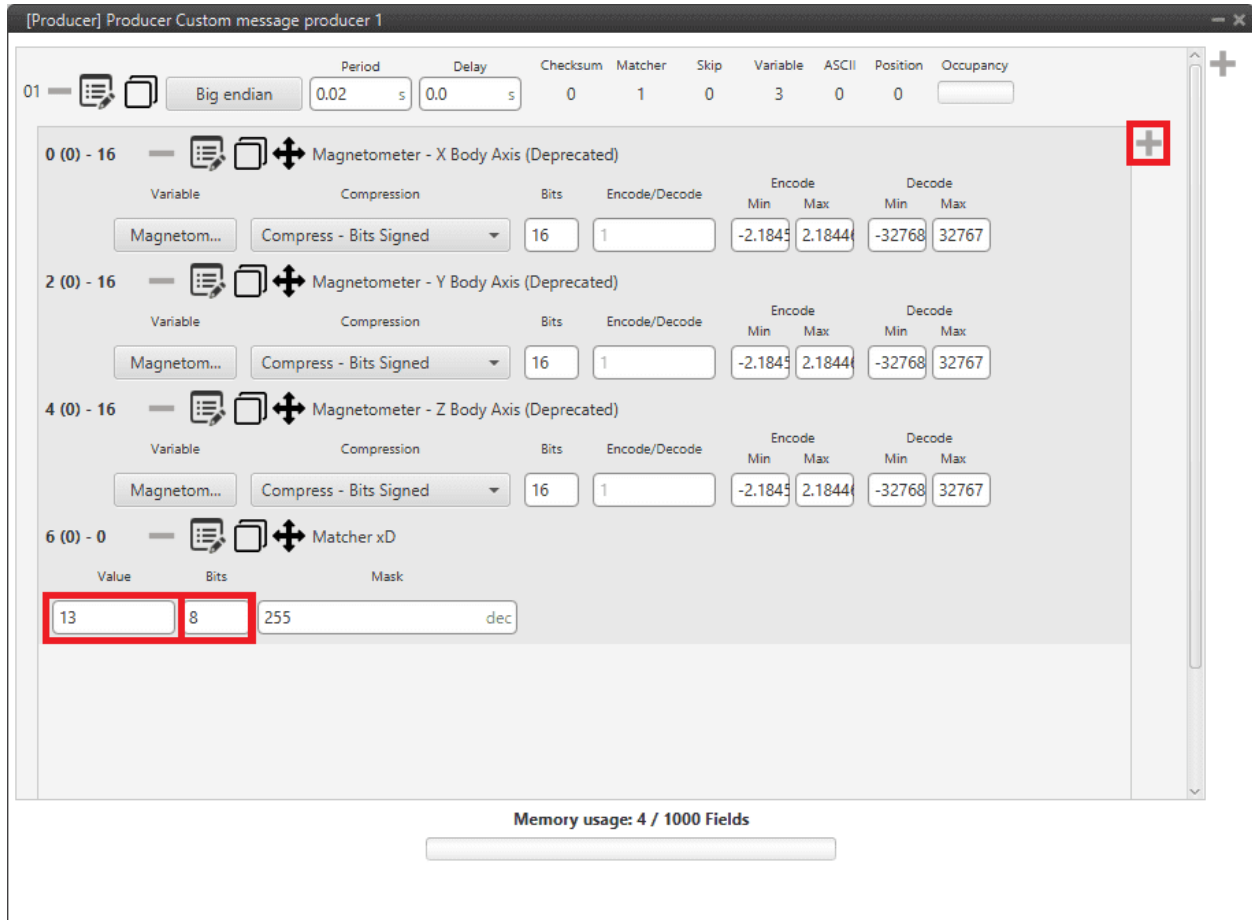 [Producer] Producer Custom message producer 1
Period Delay Checksum Matcher Skip Variable ASCII Position Occupancy
01 Big endian 0.02 s 0.0 s 0 1 0 3 0 0
0 (0) - 16 Magnetometer - X Body Axis (Deprecated)
Encode Decode
Variable Compression Bits Encode/Decode Min Max Min Max
Magnetom... Compress - Bits Signed 16 1 -2.1845 2.1844 -32768 32767
2 (0) - 16 Magnetometer - Y Body Axis (Deprecated)
Encode Decode
Variable Compression Bits Encode/Decode Min Max Min Max
Magnetom... Compress - Bits Signed 16 1 -2.1845 2.1844 -32768 32767
4 (0) - 16 Magnetometer - Z Body Axis (Deprecated)
Encode Decode
Variable Compression Bits Encode/Decode Min Max Min Max
Magnetom... Compress - Bits Signed 16 1 -2.1845 2.1844 -32768 32767
6 (0) - 0 Matcher xD
Value Bits Mask
13 8 255 dec
Memory usage: 4 / 1000 Fields